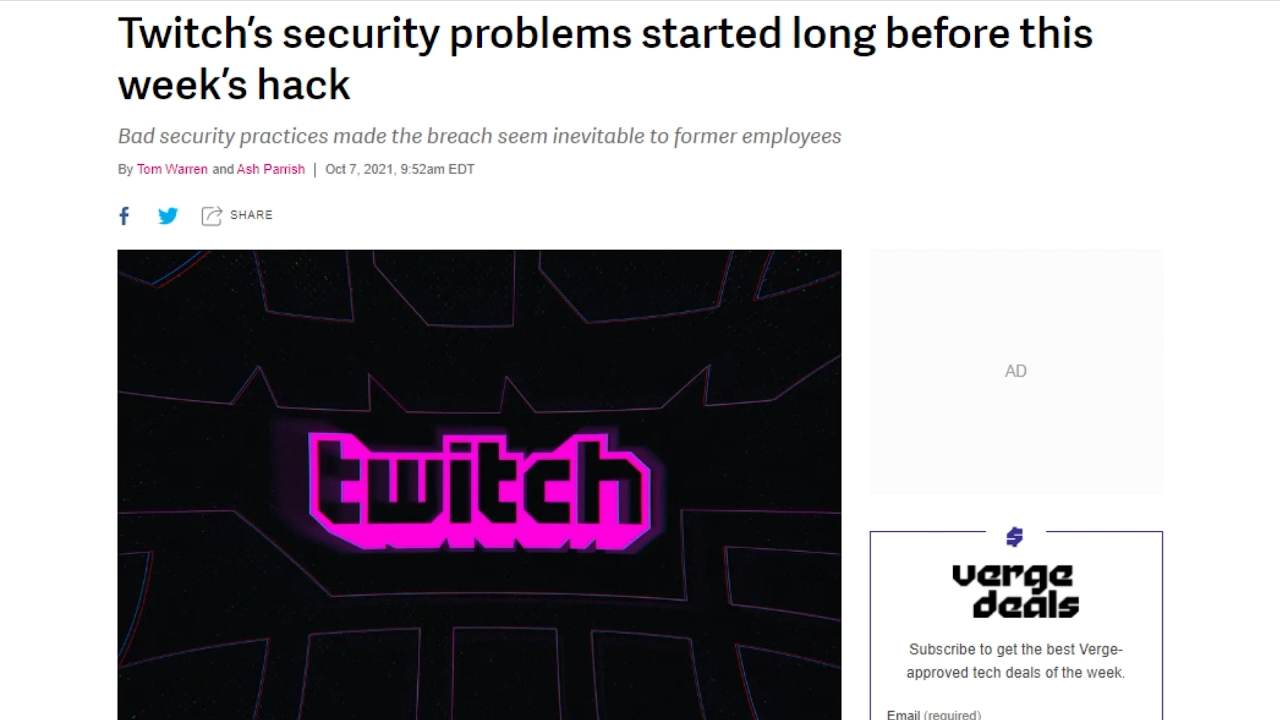 Twitch’s security problems started long before this
week’s hack
Bad security practices made the breach seem inevitable to former employees
By Tom Warren and Ash Parrish | Oct 7, 2021, 9:52am EDT
SHARE
twitch
AD
verge
deals
Subscribe to get the best Verge-
approved tech deals of the week.
Email (required)